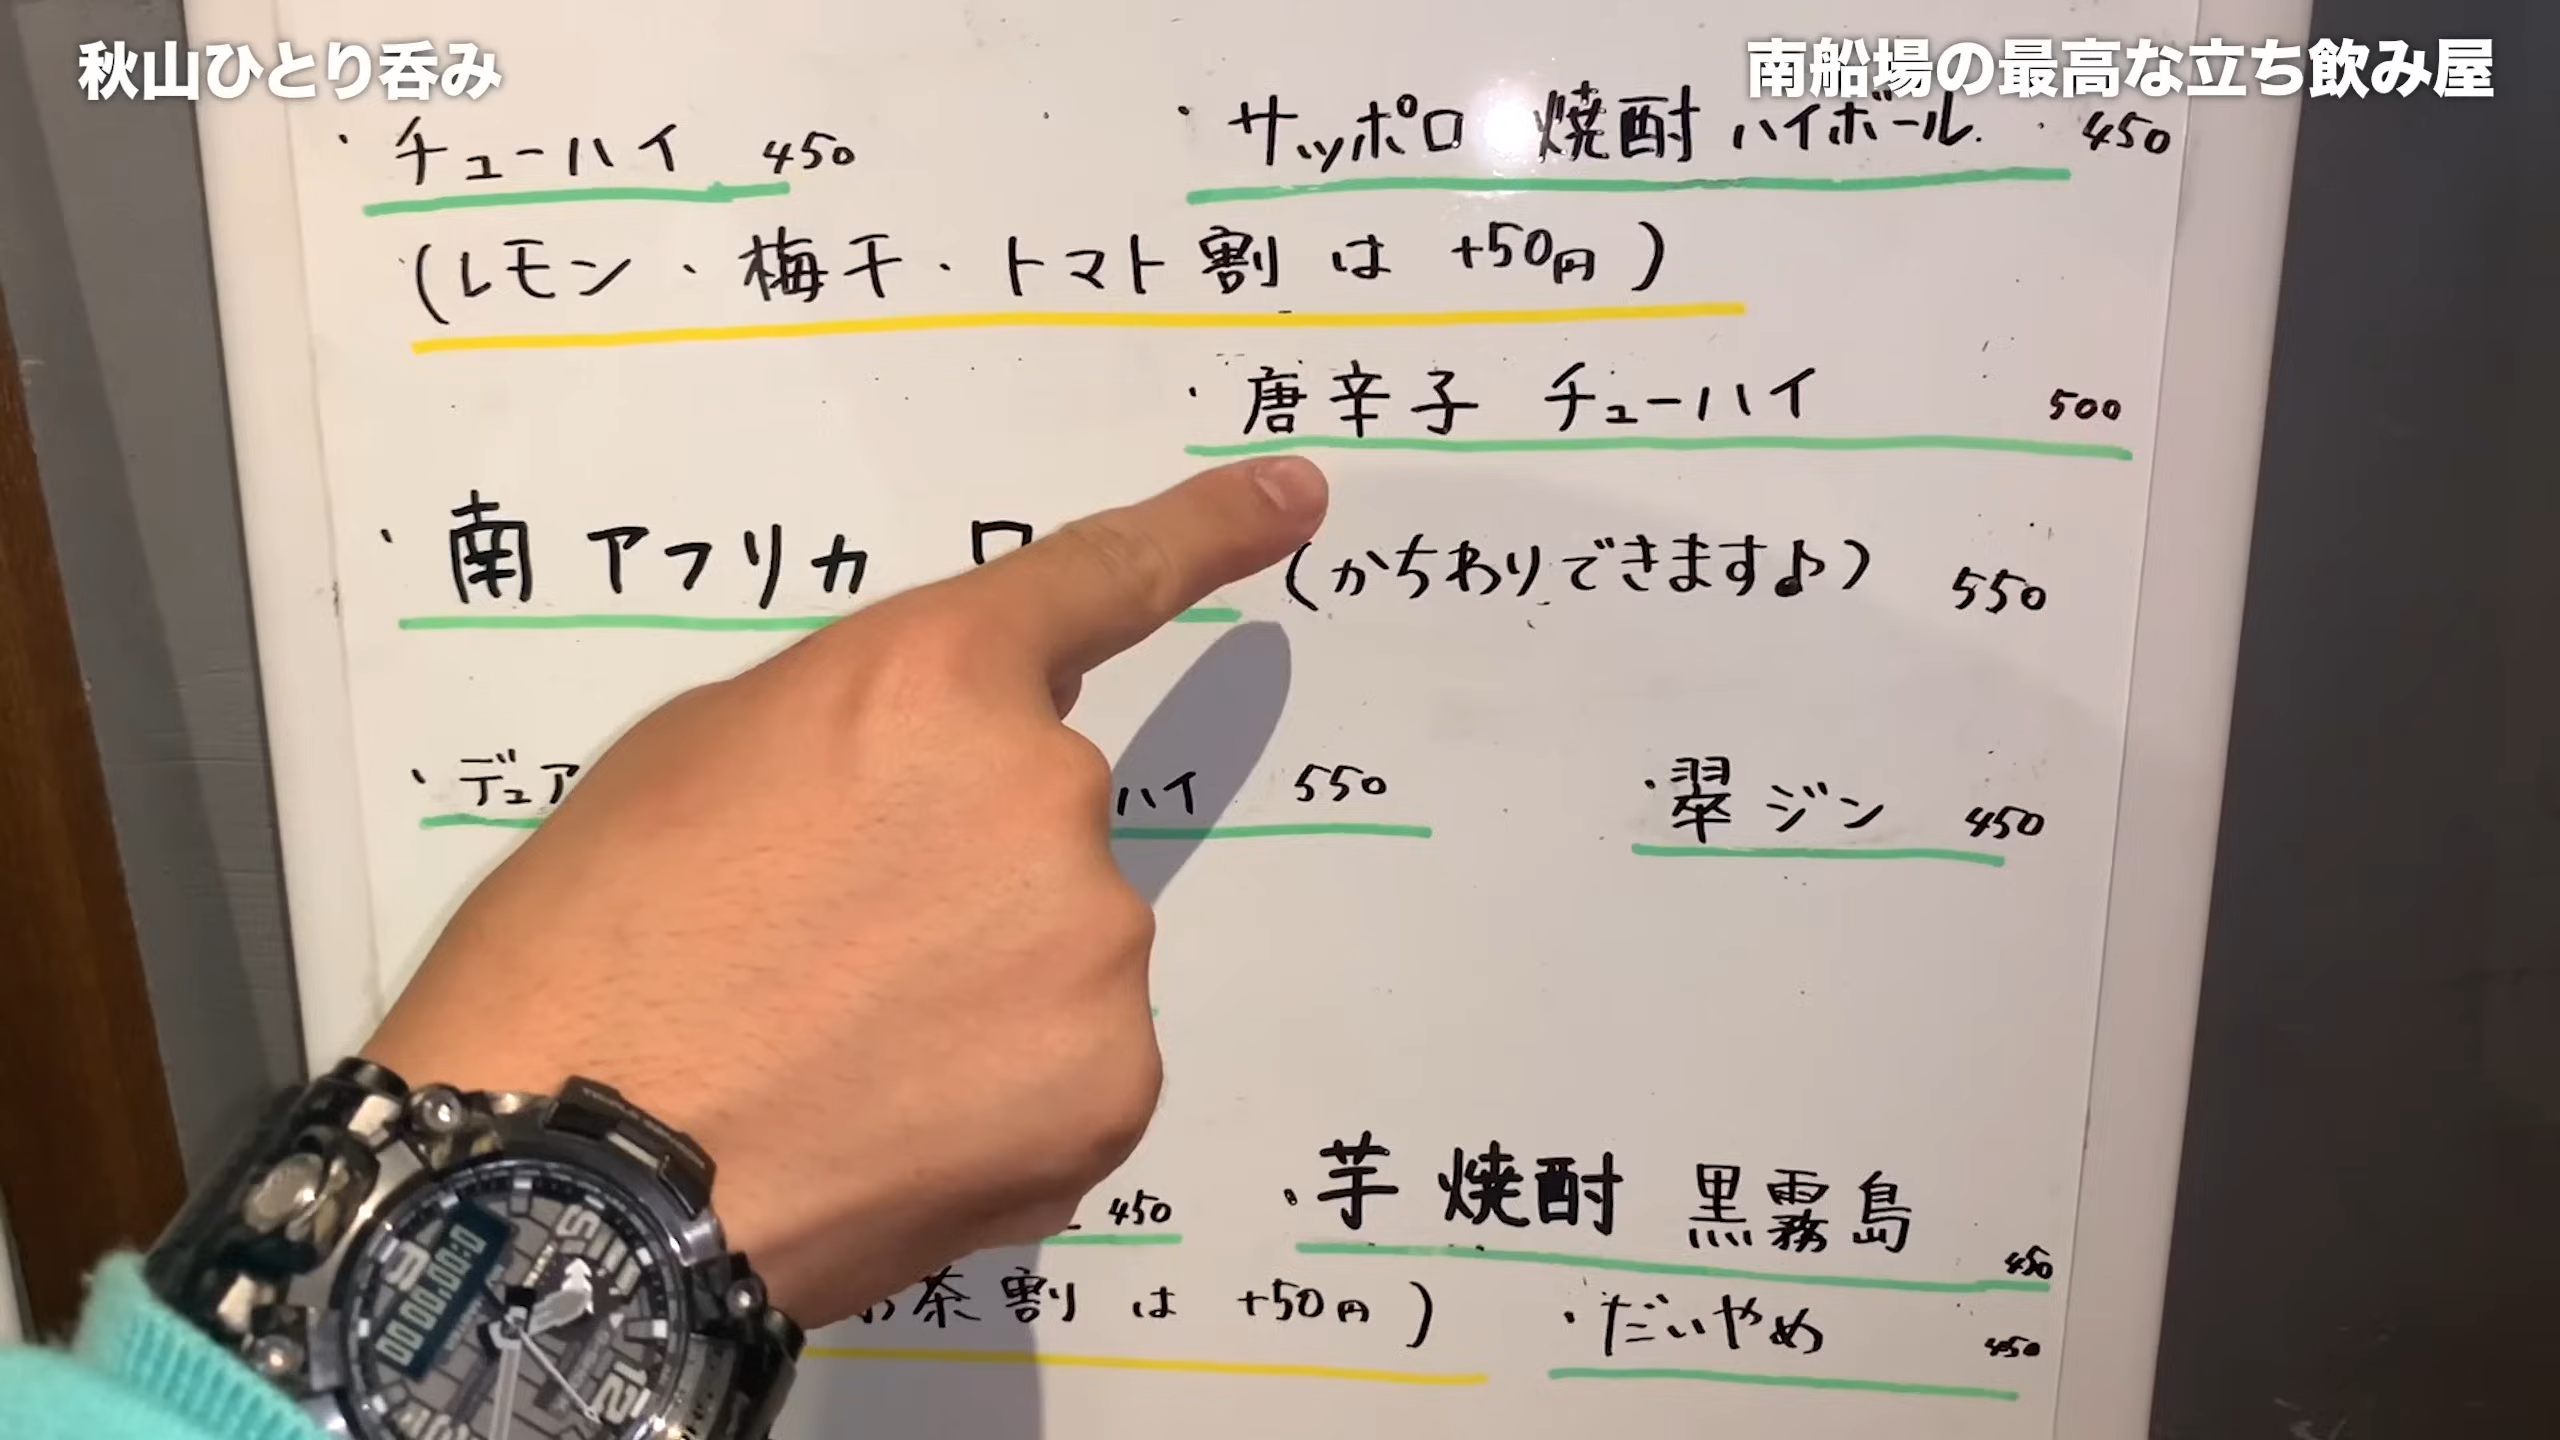 秋山ひとり呑み
南船場の最高な立ち飲み屋
・チューハイ 450
・サッポロ 焼酎 ハイボール 450
(レモン・梅干・トマト割 は +50円)
・唐辛子 チューハイ 500
・南アフリカ (かちわりできます♪) 550
・デュア ハイ 550
・翠ジン 450
450
・芋焼酎 黒霧島 450
お茶割 は +50円)
・だいやめ 450
00 00.00:0